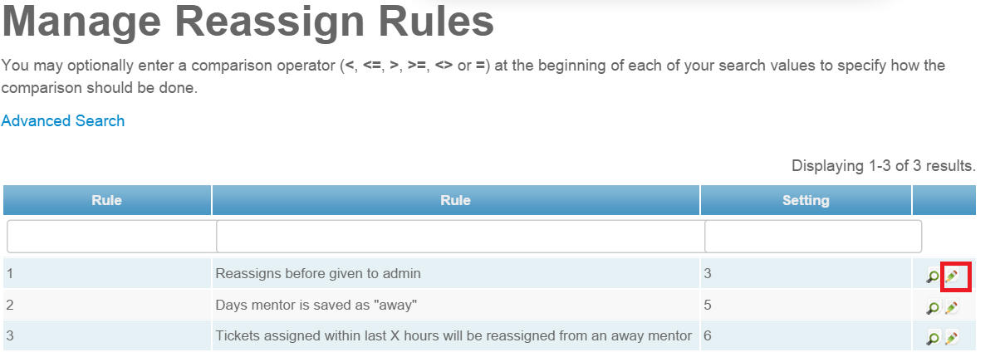 Manage Reassign Rules
You may optionally enter a comparison operator (<, <=, >, >=, <> or =) at the beginning of each of your search values to specify how the
comparison should be done.
Advanced Search
Displaying 1-3 of 3 results.
Rule Rule Setting
1 Reassigns before given to admin 3
2 Days mentor is saved as "away" 5
3 Tickets assigned within last X hours will be reassigned from an away mentor 6